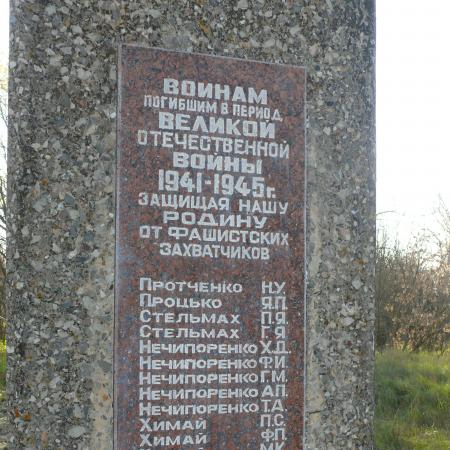 ВОИНАМ
ПОГИБШИМ В ПЕРИОД
ВЕЛИКОЙ
ОТЕЧЕСТВЕННОЙ
ВОЙНЫ
1941-1945г.
ЗАЩИЩАЯ НАШУ
РОДИНУ
ОТ ФАШИСТСКИХ
ЗАХВАТЧИКОВ
ПРОТЧЕНКО Н.У.
ПРОЦЬКО Я.П.
СТЕЛЬМАХ П.Я.
СТЕЛЬМАХ Г.Я.
НЕЧИПОРЕНКО Х.Д.
НЕЧИПОРЕНКО Ф.И.
НЕЧИПОРЕНКО Г.М.
НЕЧИПОРЕНКО А.П.
НЕЧИПОРЕНКО Т.А.
ХИМАЙ П.С.
ХИМАЙ Ф.П.